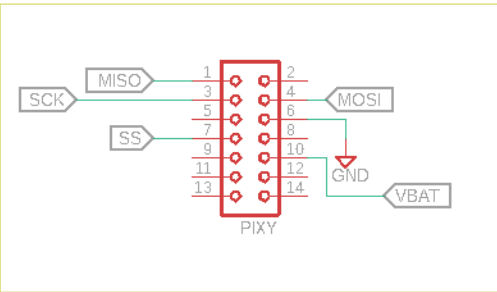 MISO 1 2
SCK 3 4 MOSI
5 6
SS 7 8
9 10
11 12
GND
13 14
VBAT
PIXY